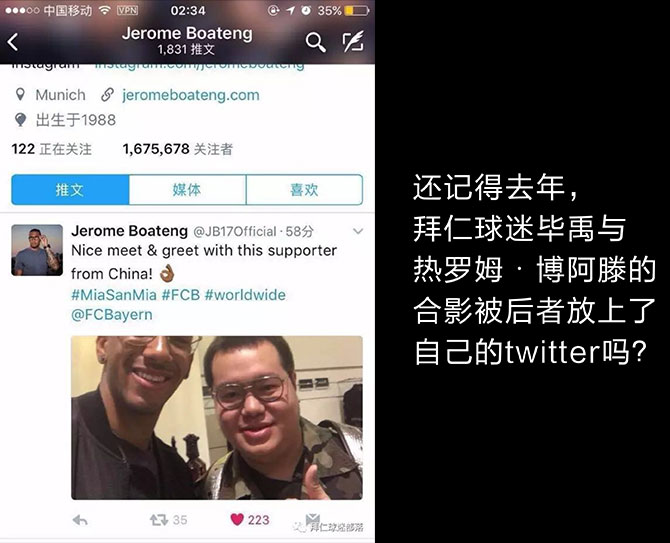 中国移动 VPN 02:34 35%
Jerome Boateng
1,831 推文
Munich jeromeboateng.com
出生于1988
122 正在关注 1,675,678 关注者
推文 媒体 喜欢
Jerome Boateng @JB17Official · 58分
Nice meet & greet with this supporter
from China! 👌🏾
#MiaSanMia #FCB #worldwide
@FCBayern
35 223
拜仁球迷部落
还记得去年，
拜仁球迷毕禹与
热罗姆·博阿滕的
合影被后者放上了
自己的twitter吗？